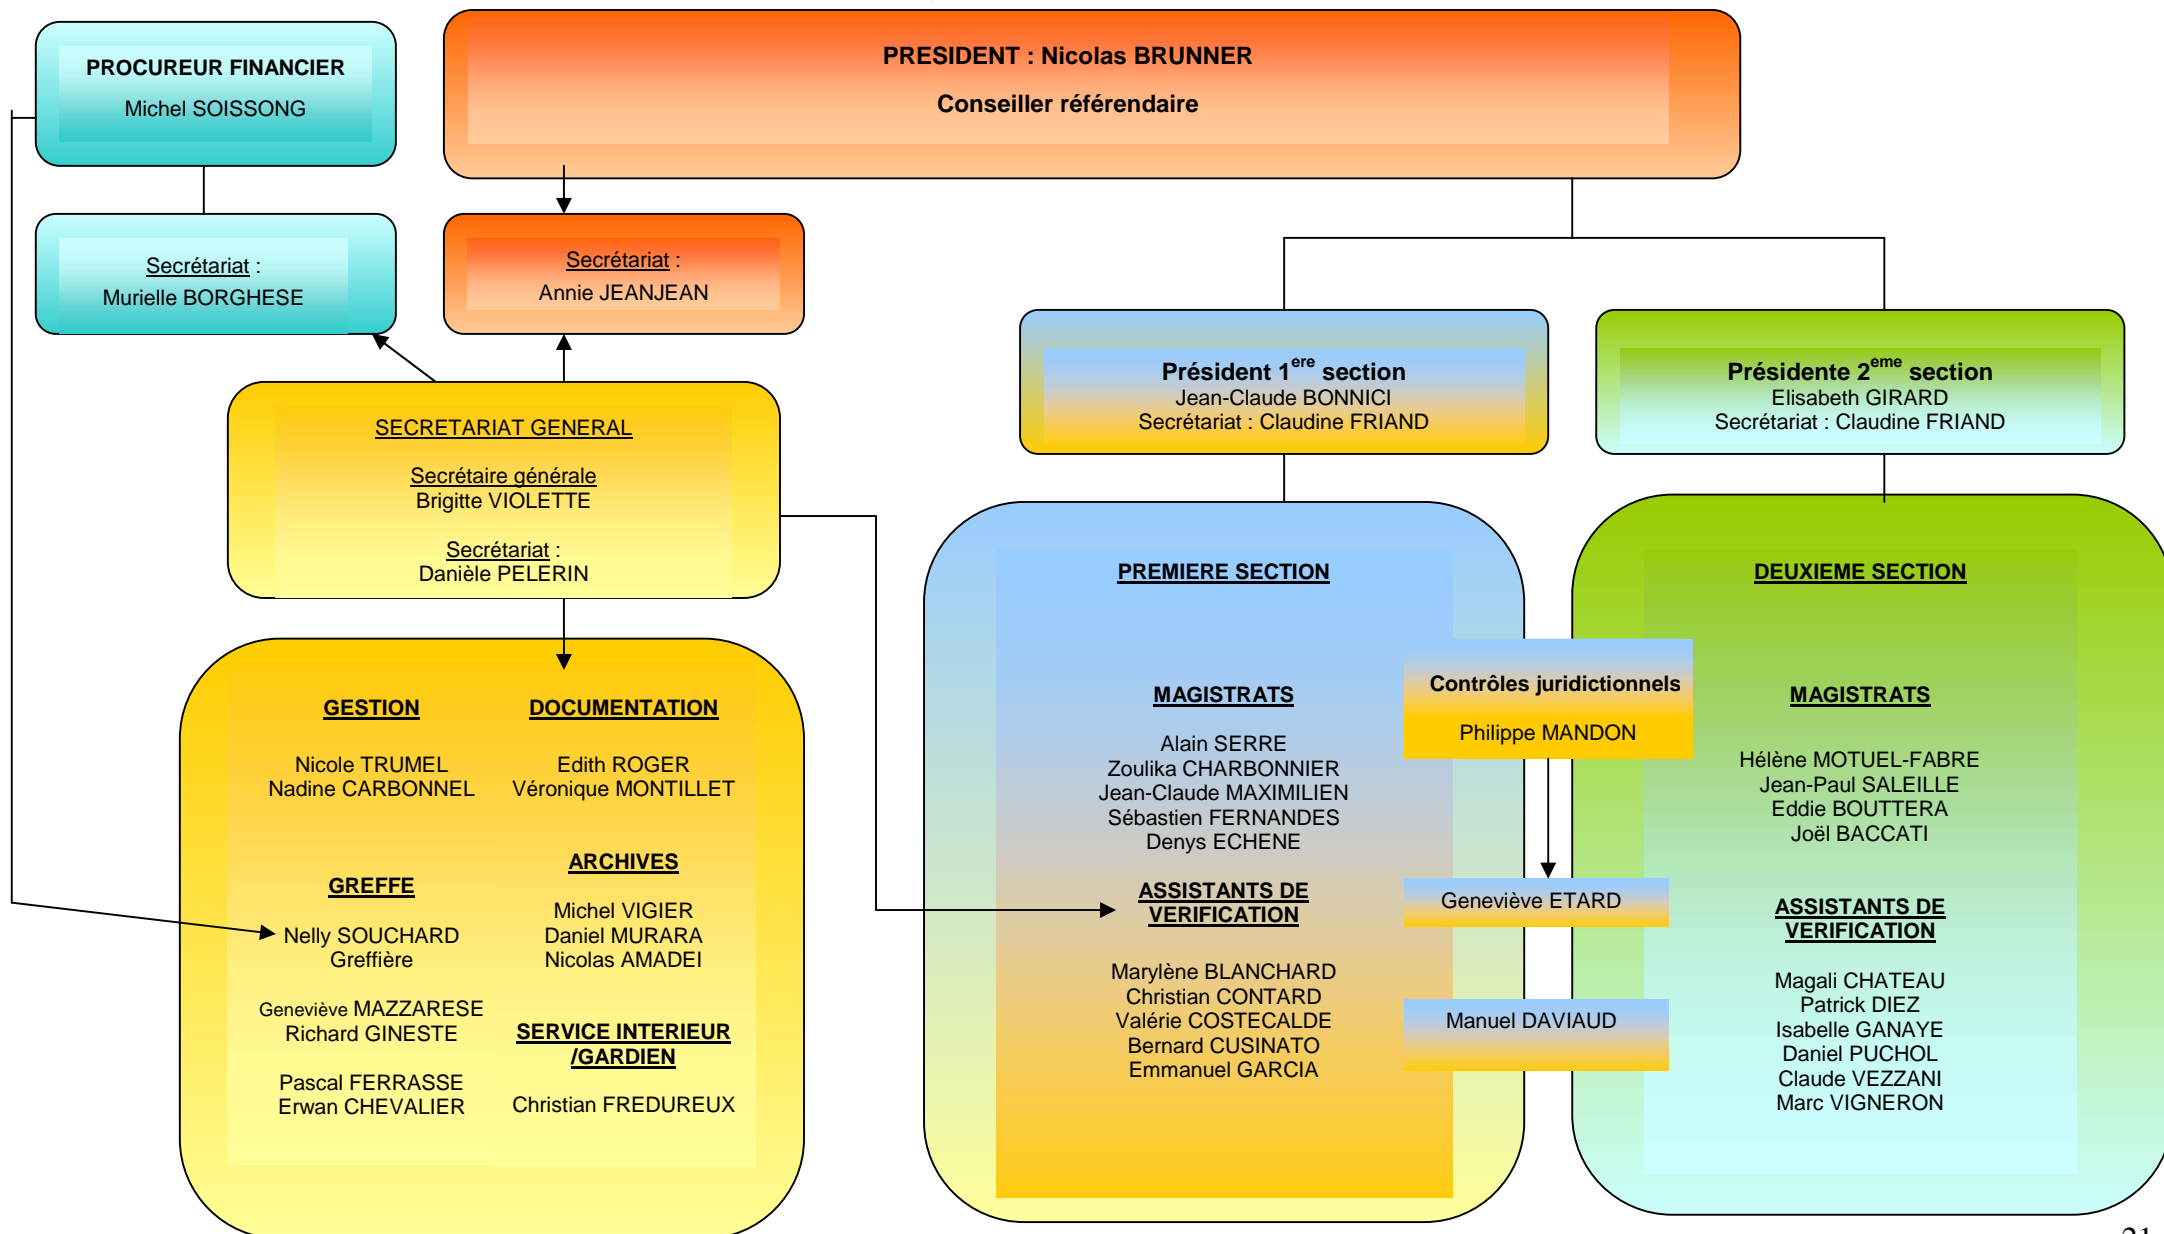 PROCUREUR FINANCIER
Michel SOISSONG
PRESIDENT : Nicolas BRUNNER
Conseiller référendaire
Secrétariat :
Murielle BORGHESE
Secrétariat :
Annie JEANJEAN
SECRETARIAT GENERAL
Secrétaire générale
Brigitte VIOLETTE
Secrétariat :
Danièle PELERIN
Président 1ere section
Jean-Claude BONNICI
Secrétariat : Claudine FRIAND
Présidente 2ème section
Elisabeth GIRARD
Secrétariat : Claudine FRIAND
GESTION
Nicole TRUMEL
Nadine CARBONNEL
GREFFE
Nelly SOUCHARD
Greffière
Geneviève MAZZARESE
Richard GINESTE
Pascal FERRASSE
Erwan CHEVALIER
DOCUMENTATION
Edith ROGER
Véronique MONTILLET
ARCHIVES
Michel VIGIER
Daniel MURARA
Nicolas AMADEI
SERVICE INTERIEUR
/GARDIEN
Christian FREDUREUX
PREMIERE SECTION
MAGISTRATS
Alain SERRE
Zoulika CHARBONNIER
Jean-Claude MAXIMILIEN
Sébastien FERNANDES
Denys ECHENE
ASSISTANTS DE
VERIFICATION
Marylène BLANCHARD
Christian CONTARD
Valérie COSTECALDE
Bernard CUSINATO
Emmanuel GARCIA
Contrôles juridictionnels
Philippe MANDON
Geneviève ETARD
Manuel DAVIAUD
DEUXIEME SECTION
MAGISTRATS
Hélène MOTUEL-FABRE
Jean-Paul SALEILLE
Eddie BOUTTERA
Joël BACCATI
ASSISTANTS DE
VERIFICATION
Magali CHATEAU
Patrick DIEZ
Isabelle GANAYE
Daniel PUCHOL
Claude VEZZANI
Marc VIGNERON
21